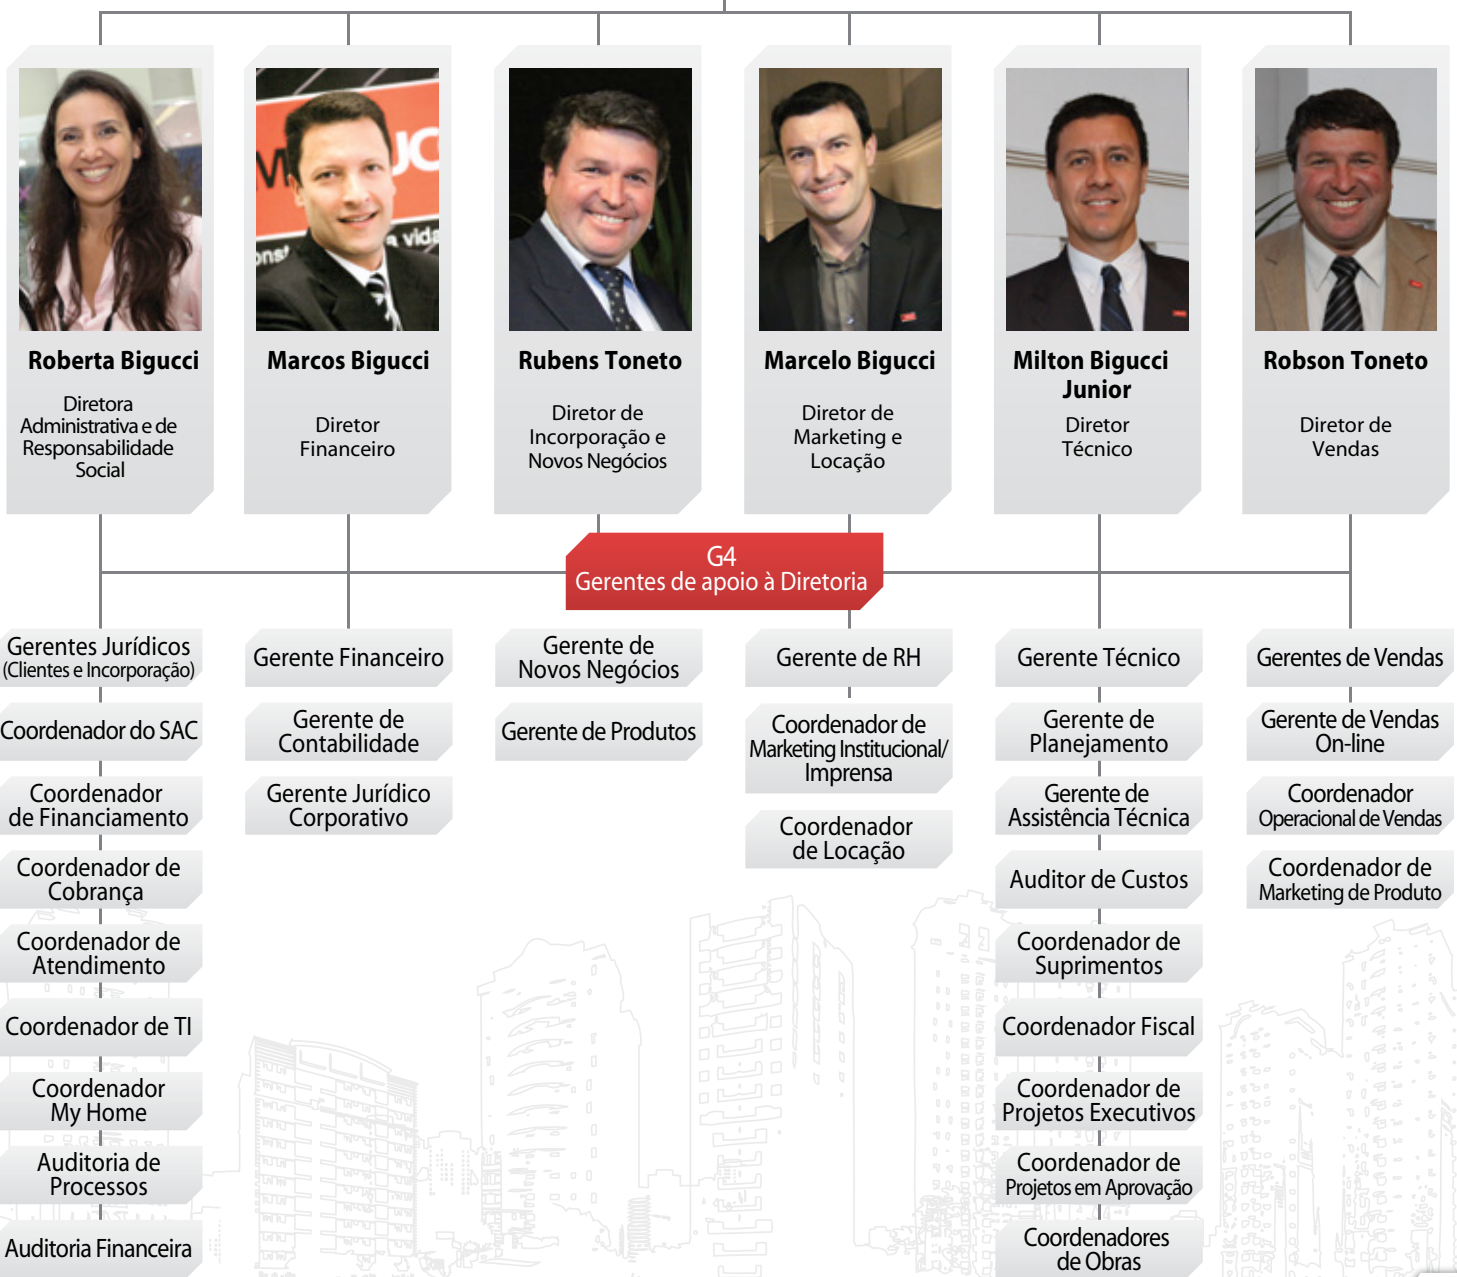 Roberta Bigucci
Diretora
Administrativa e de
Responsabilidade
Social
Marcos Bigucci
Diretor
Financeiro
Rubens Toneto
Diretor de
Incorporação e
Novos Negócios
Marcelo Bigucci
Diretor de
Marketing e
Locação
Milton Bigucci
Junior
Diretor
Técnico
Robson Toneto
Diretor de
Vendas
G4
Gerentes de apoio à Diretoria
Gerentes Jurídicos
(Clientes e Incorporação)
Coordenador do SAC
Coordenador
de Financiamento
Coordenador de
Cobrança
Coordenador de
Atendimento
Coordenador de TI
Coordenador
My Home
Auditoria de
Processos
Auditoria Financeira
Gerente Financeiro
Gerente de
Contabilidade
Gerente Jurídico
Corporativo
Gerente de
Novos Negócios
Gerente de Produtos
Gerente de RH
Coordenador de
Marketing Institucional/
Imprensa
Coordenador
de Locação
Gerente Técnico
Gerente de
Planejamento
Gerente de
Assistência Técnica
Auditor de Custos
Coordenador de
Suprimentos
Coordenador Fiscal
Coordenador de
Projetos Executivos
Coordenador de
Projetos em Aprovação
Coordenadores
de Obras
Gerentes de Vendas
Gerente de Vendas
On-line
Coordenador
Operacional de Vendas
Coordenador de
Marketing de Produto